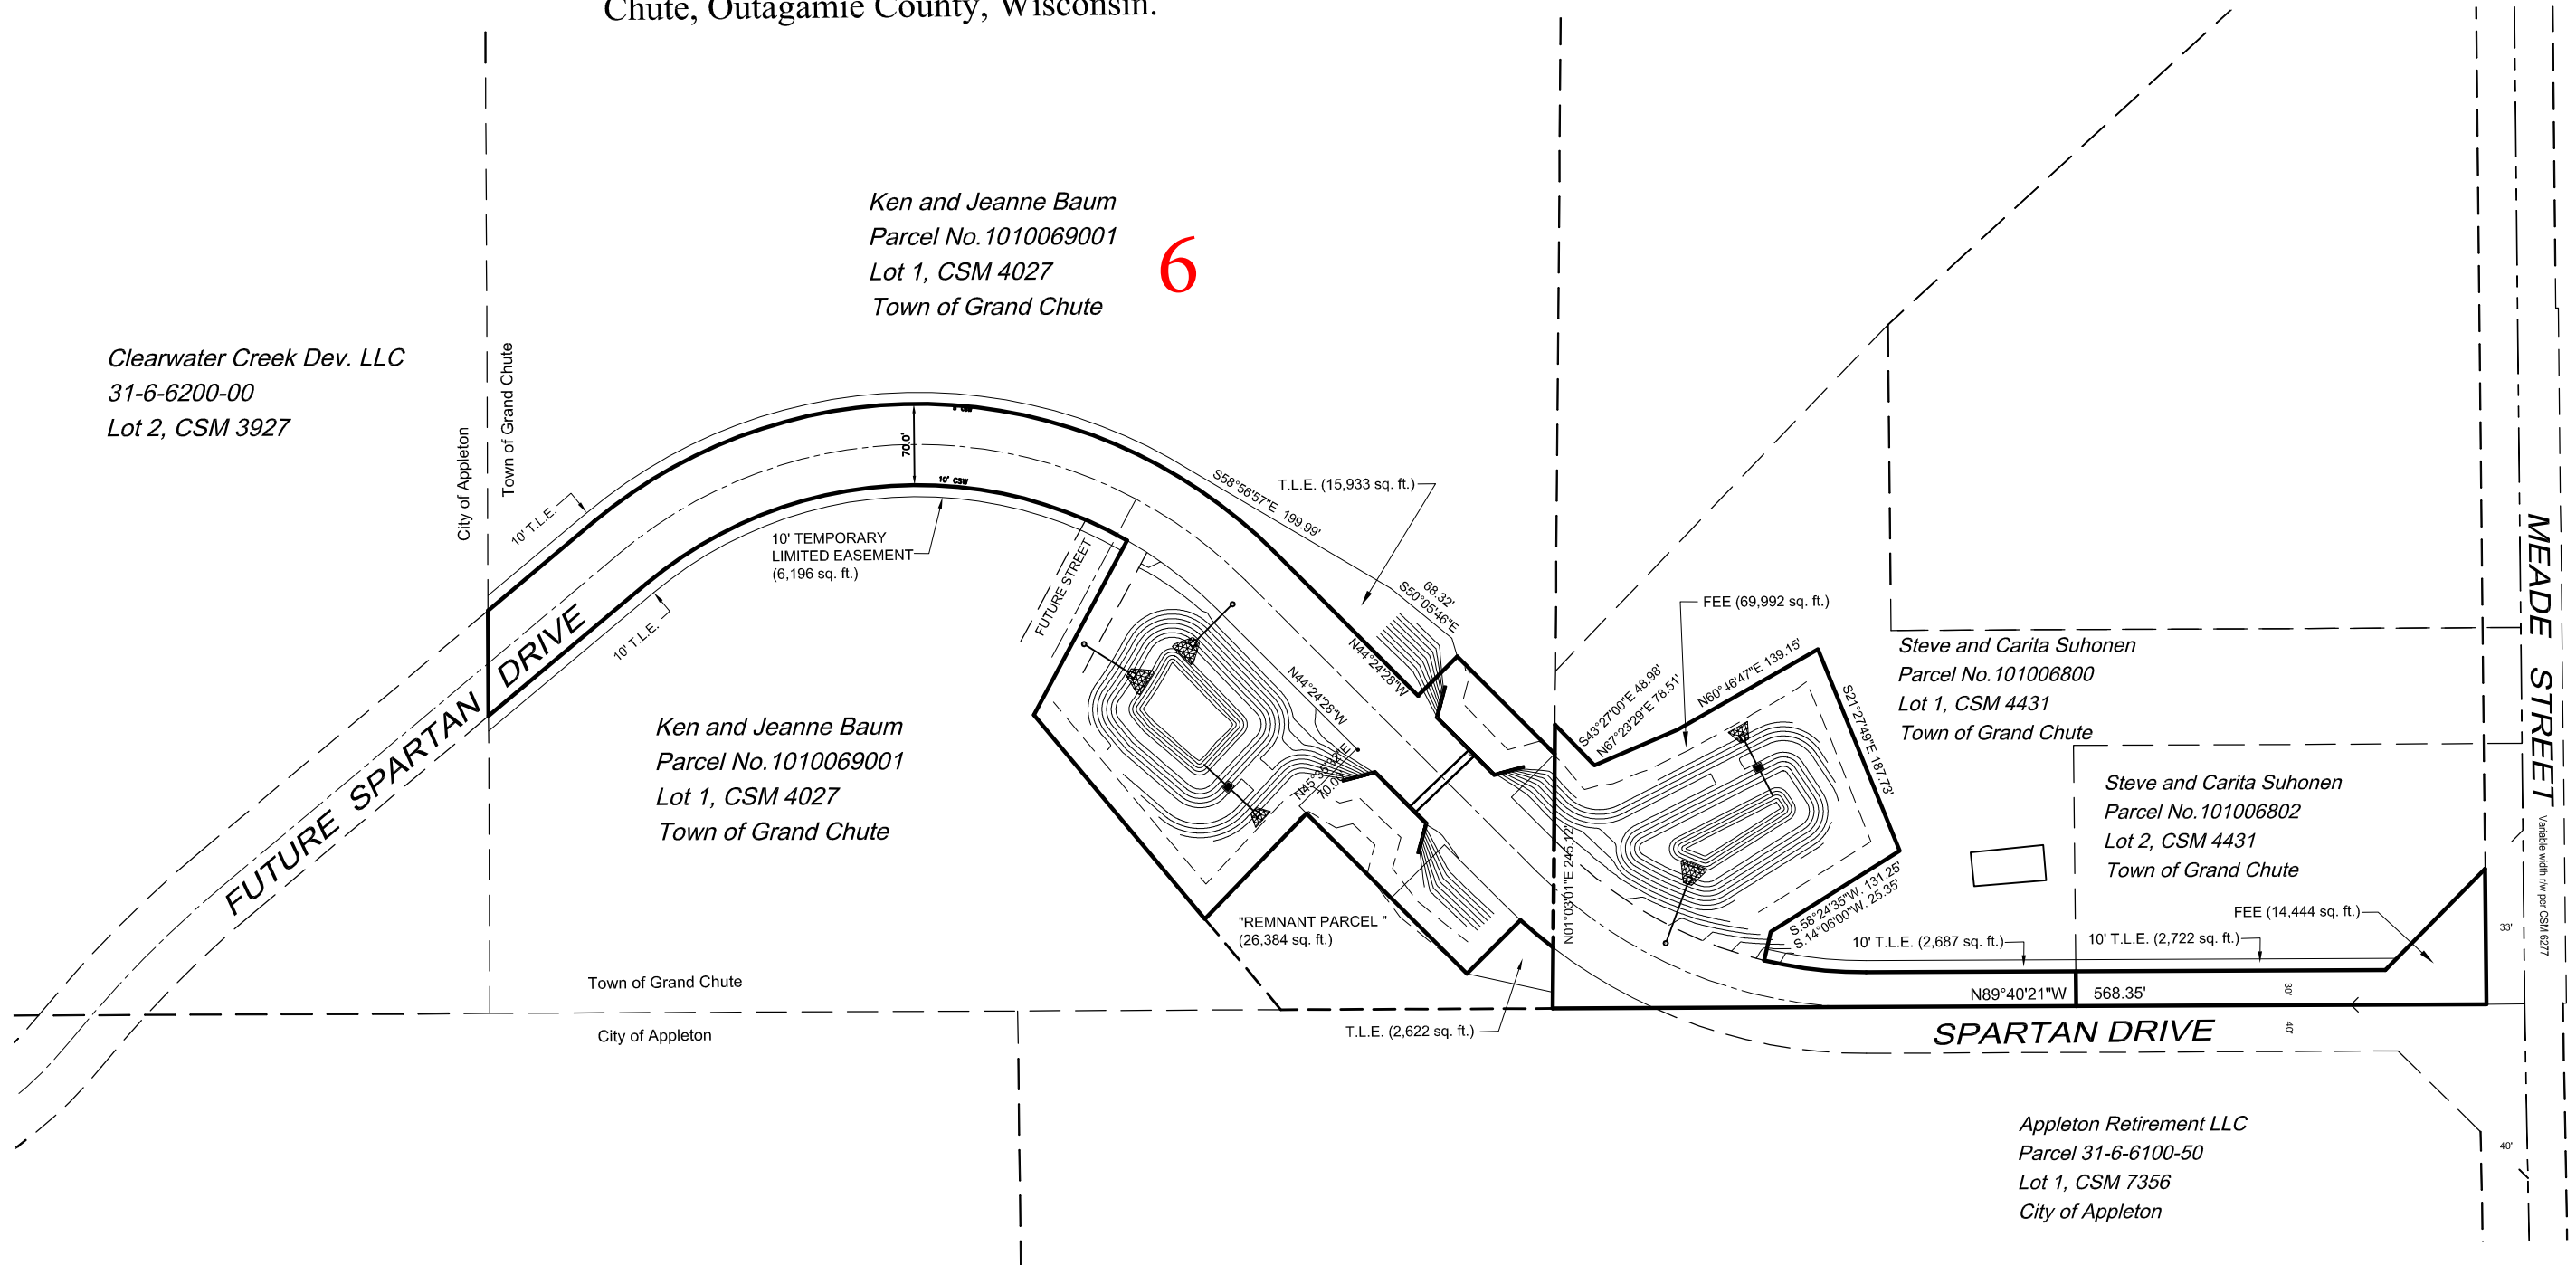 Chute, Outagamie County, Wisconsin.
Ken and Jeanne Baum
Parcel No.1010069001
Lot 1, CSM 4027
Town of Grand Chute
6
Clearwater Creek Dev. LLC
31-6-6200-00
Lot 2, CSM 3927
City of Appleton
Town of Grand Chute
10' T.L.E.
10' T.L.E.
70.0'
10' CSW
10' TEMPORARY
LIMITED EASEMENT
(6,196 sq. ft.)
FUTURE STREET
S58°56'57"E 199.99'
T.L.E. (15,933 sq. ft.)
68.32'
S50°05'46"E
N44°24'28"W
N44°24'28"W
70.00'
FUTURE SPARTAN DRIVE
Ken and Jeanne Baum
Parcel No.1010069001
Lot 1, CSM 4027
Town of Grand Chute
"REMNANT PARCEL "
(26,384 sq. ft.)
T.L.E. (2,622 sq. ft.)
Town of Grand Chute
City of Appleton
N01°03'01"E 245.12'
S43°27'00"E 48.98'
N67°23'29"E 78.51'
N60°46'47"E 139.15'
FEE (69,992 sq. ft.)
S21°27'49"E 187.73'
S.58°24'35"W. 131.25'
S.14°06'00"W. 25.35'
Steve and Carita Suhonen
Parcel No.101006800
Lot 1, CSM 4431
Town of Grand Chute
Steve and Carita Suhonen
Parcel No.101006802
Lot 2, CSM 4431
Town of Grand Chute
FEE (14,444 sq. ft.)
10' T.L.E. (2,687 sq. ft.)
10' T.L.E. (2,722 sq. ft.)
N89°40'21"W 568.35'
30'
40'
SPARTAN DRIVE
MEADE STREET
Variable width r/w per CSM 6277
33'
40'
Appleton Retirement LLC
Parcel 31-6-6100-50
Lot 1, CSM 7356
City of Appleton